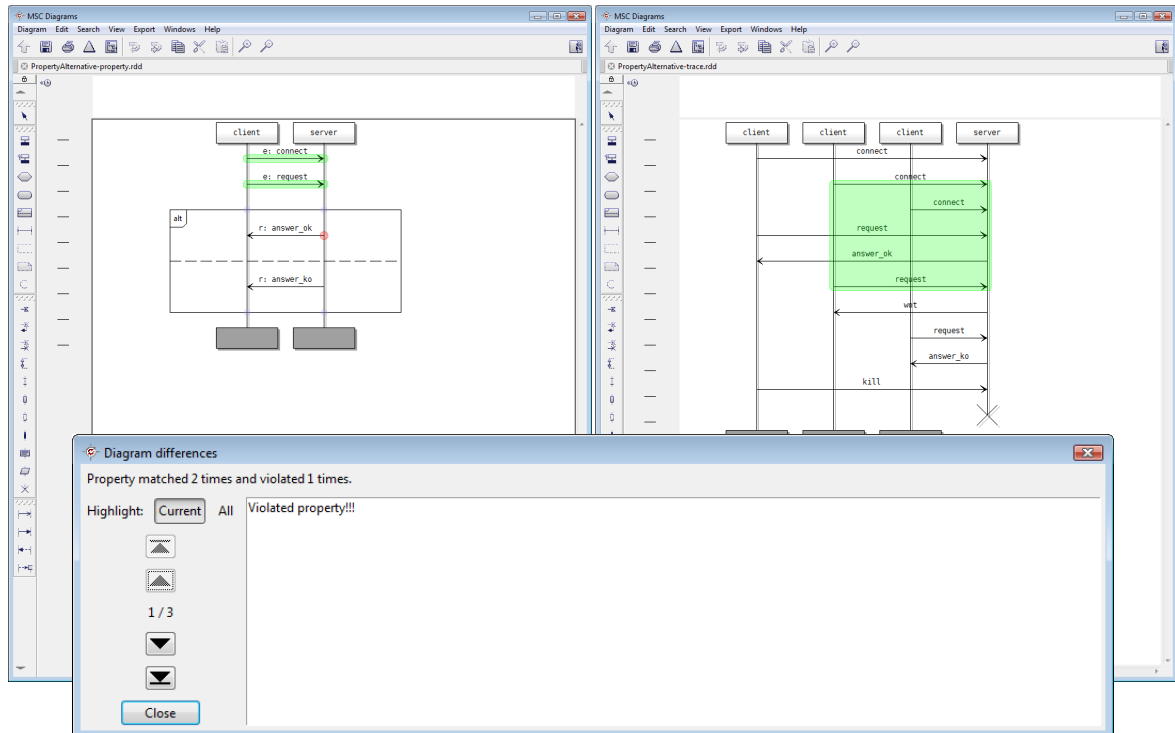 MSC Diagrams
Diagram Edit Search View Export Windows Help
PropertyAlternative-property.rdd
client
server
e: connect
e: request
alt
r: answer_ok
r: answer_ko
MSC Diagrams
Diagram Edit Search View Export Windows Help
PropertyAlternative-trace.rdd
client
client
client
server
connect
connect
connect
request
answer_ok
request
request
answer_ko
kill
Diagram differences
Property matched 2 times and violated 1 times.
Highlight: Current All
Violated property!!!
1 / 3
Close